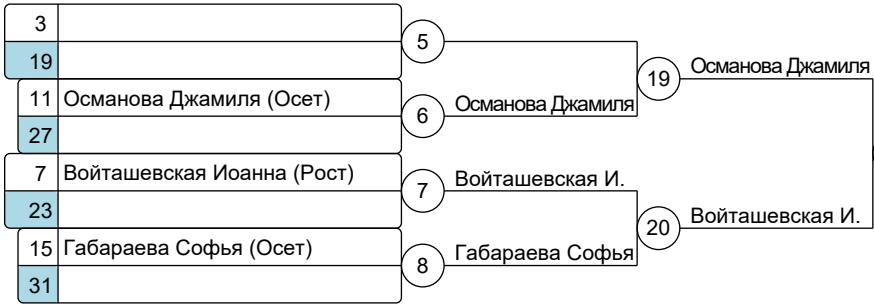 3
5
19
19 Османова Джамиля
11 Османова Джамиля (Осет)
6 Османова Джамиля
27
7 Войташевская Иоанна (Рост)
7 Войташевская И.
23
20 Войташевская И.
15 Габараева Софья (Осет)
8 Габараева Софья
31